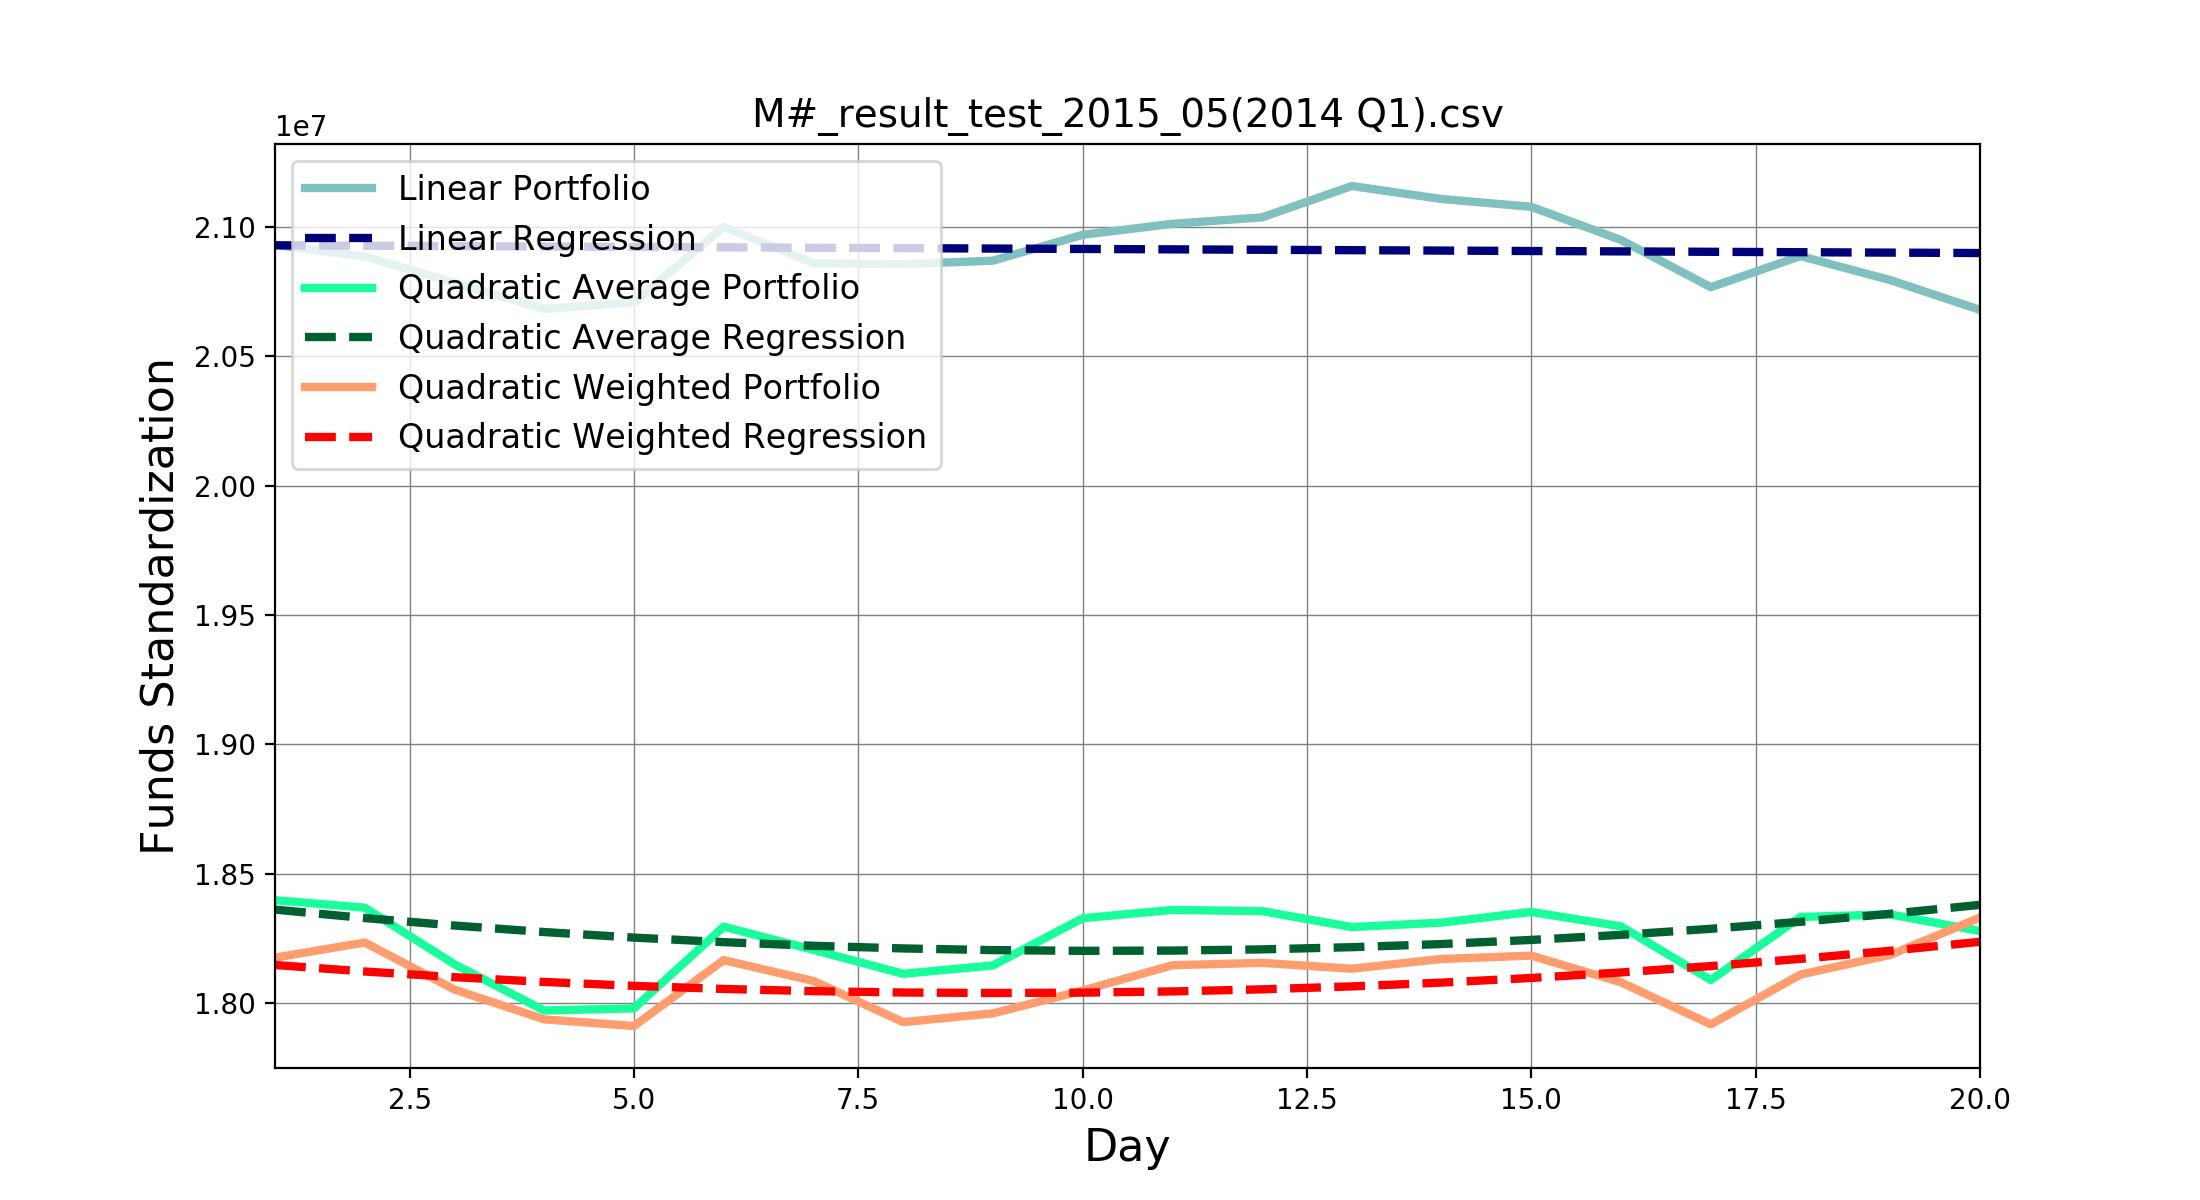 M#_result_test_2015_05(2014 Q1).csv
1e7
Linear Portfolio
Linear Regression
Quadratic Average Portfolio
Quadratic Average Regression
Quadratic Weighted Portfolio
Quadratic Weighted Regression
Funds Standardization
2.10
2.05
2.00
1.95
1.90
1.85
1.80
2.5 5.0 7.5 10.0 12.5 15.0 17.5 20.0
Day